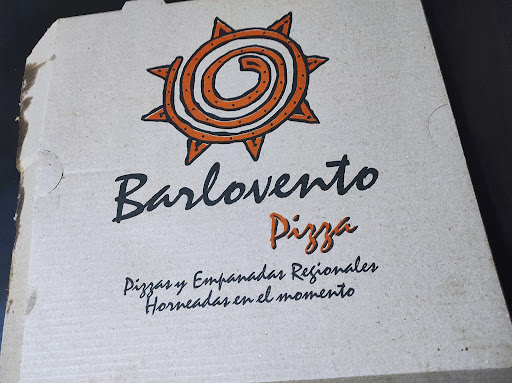 Barlovento
Pizza
Pizzas y Empanadas Regionales
Horneadas en el momento